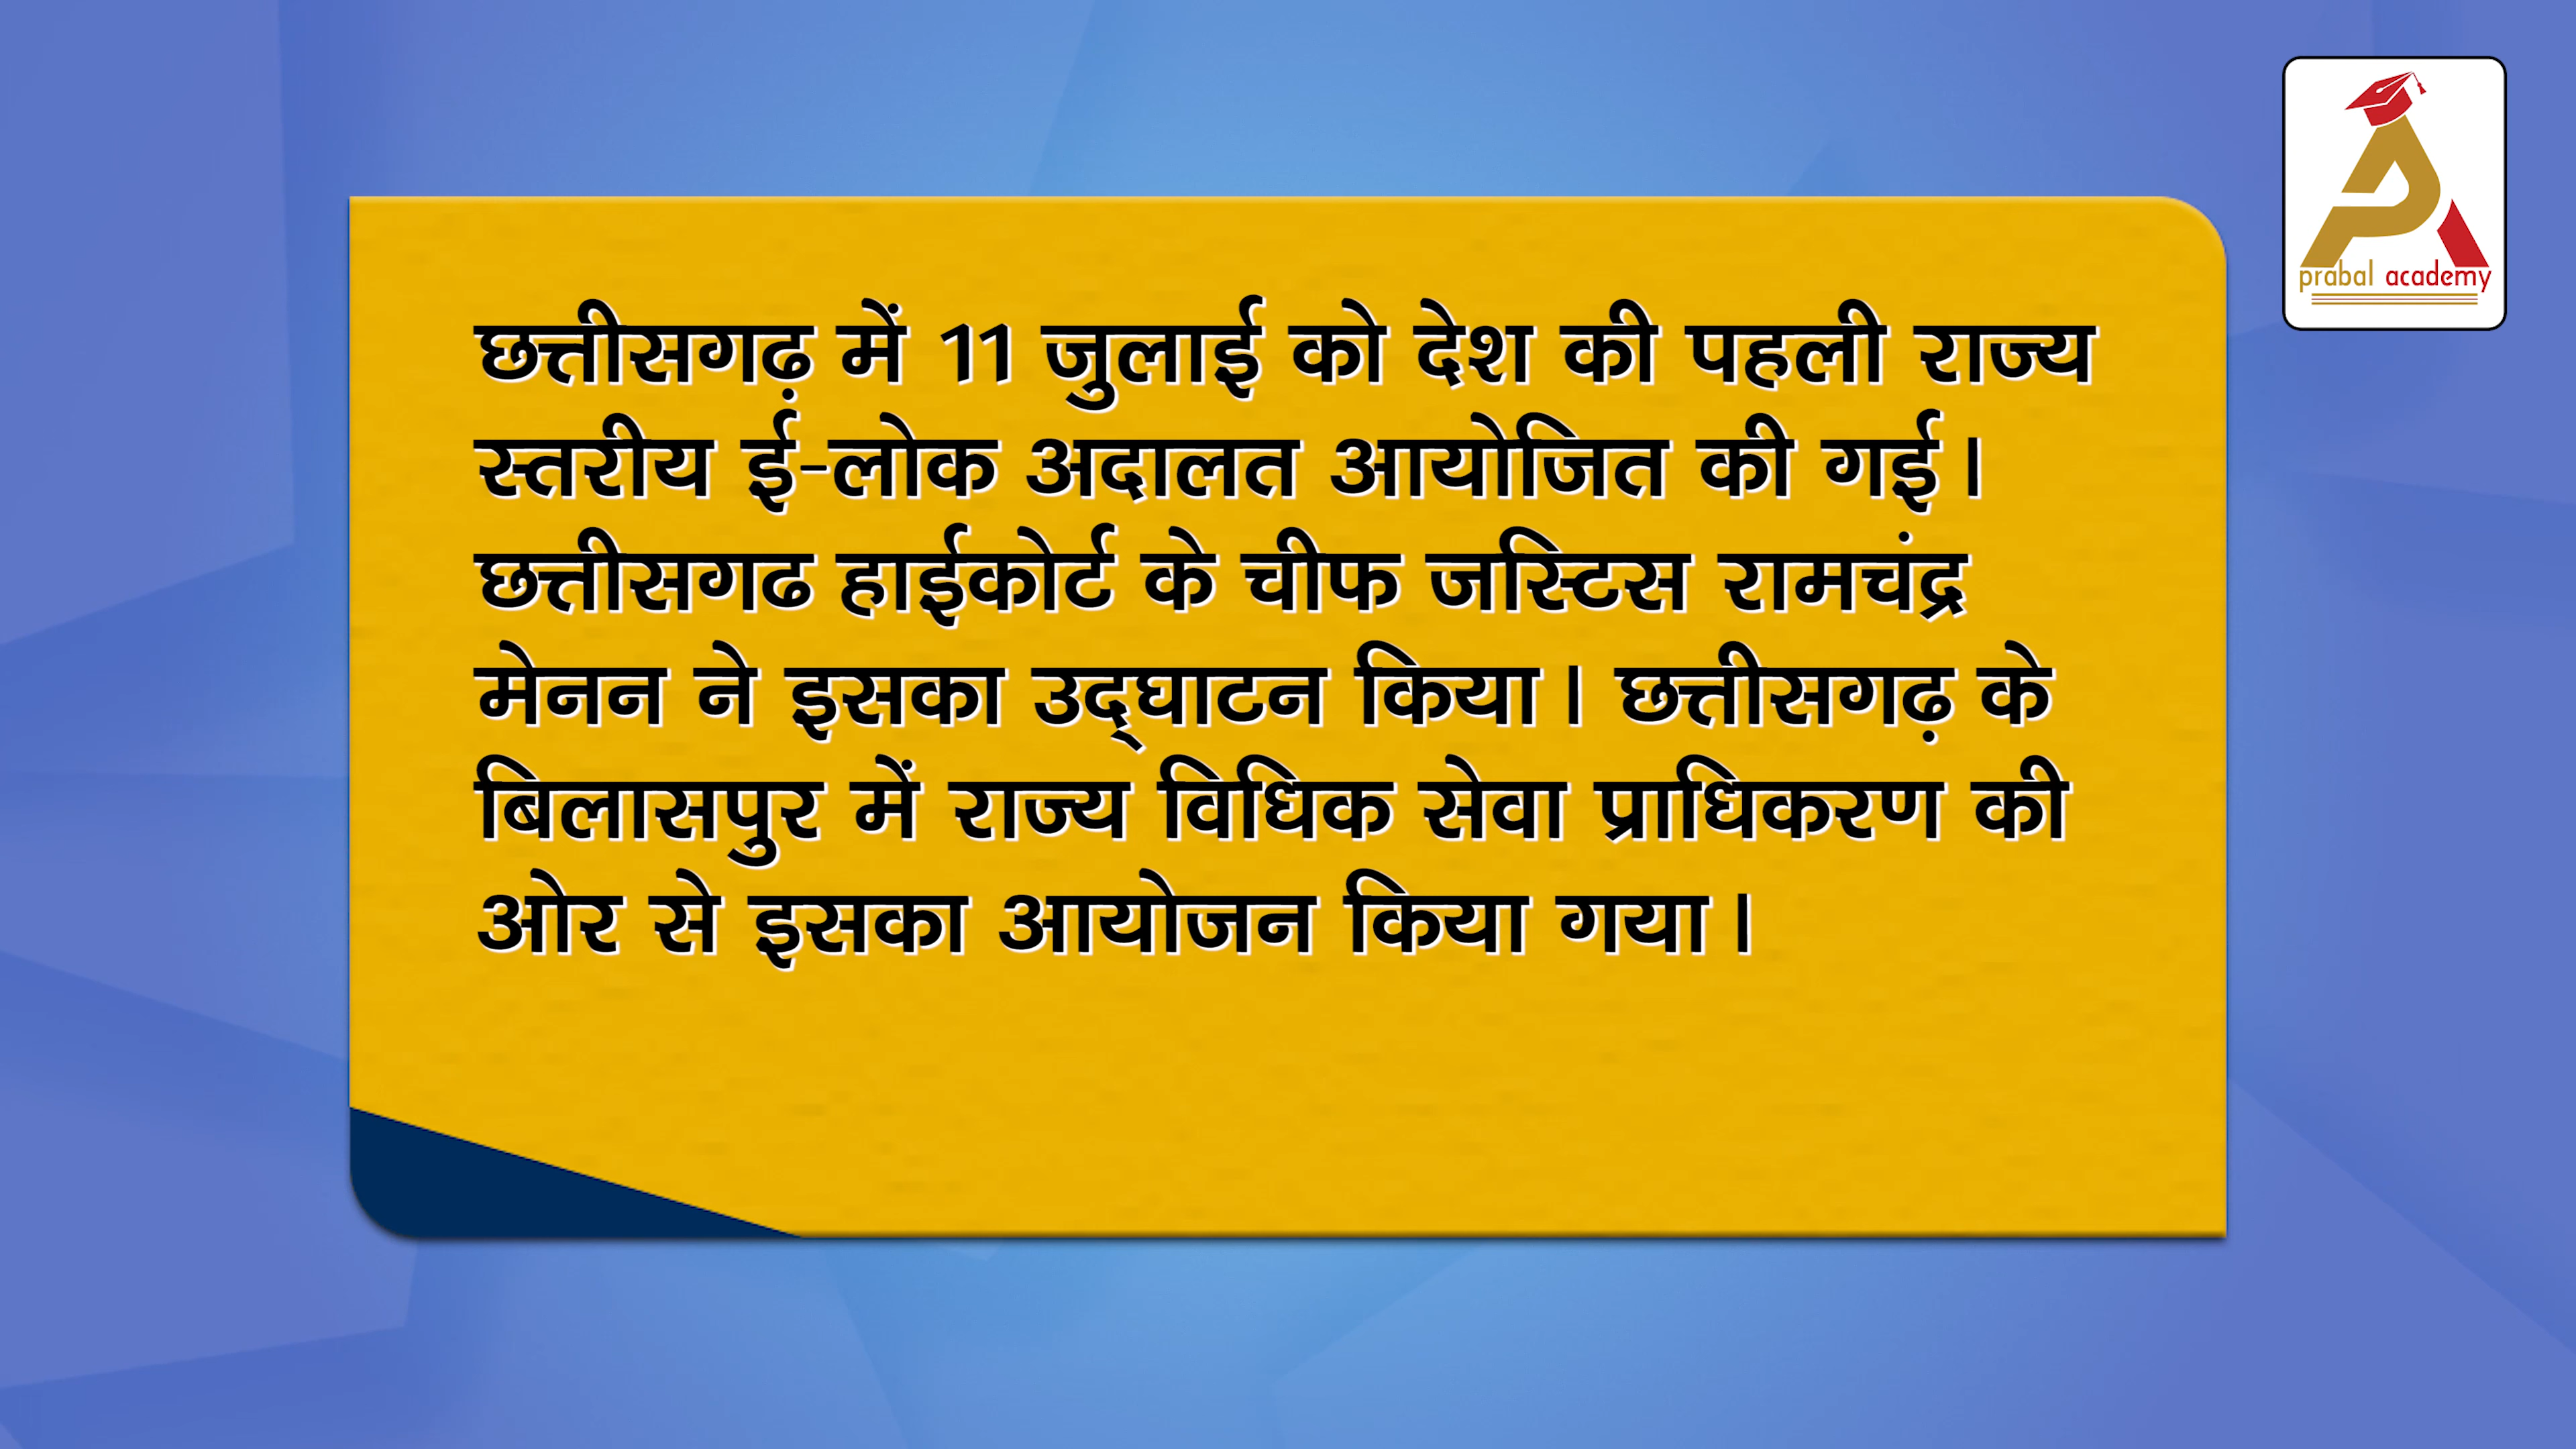 prabal academy
छत्तीसगढ़ में 11 जुलाई को देश की पहली राज्य
स्तरीय ई-लोक अदालत आयोजित की गई।
छत्तीसगढ हाईकोर्ट के चीफ जस्टिस रामचंद्र
मेनन ने इसका उद्‌घाटन किया। छत्तीसगढ़ के
बिलासपुर में राज्य विधिक सेवा प्राधिकरण की
ओर से इसका आयोजन किया गया।